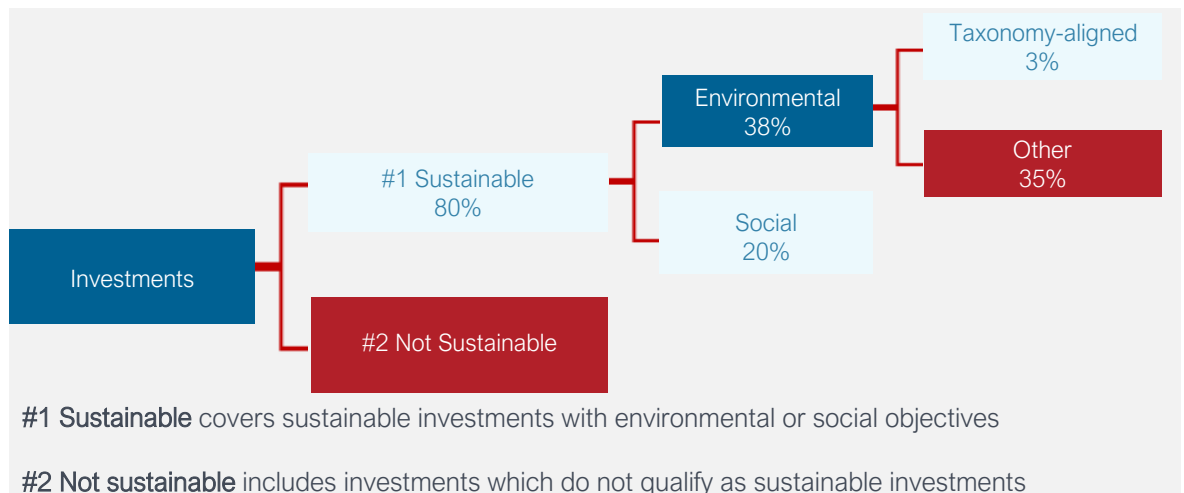 Taxonomy-aligned
3%
Environmental
38%
Other
35%
#1 Sustainable
80%
Social
20%
Investments
#2 Not Sustainable
#1 Sustainable covers sustainable investments with environmental or social objectives
#2 Not sustainable includes investments which do not qualify as sustainable investments